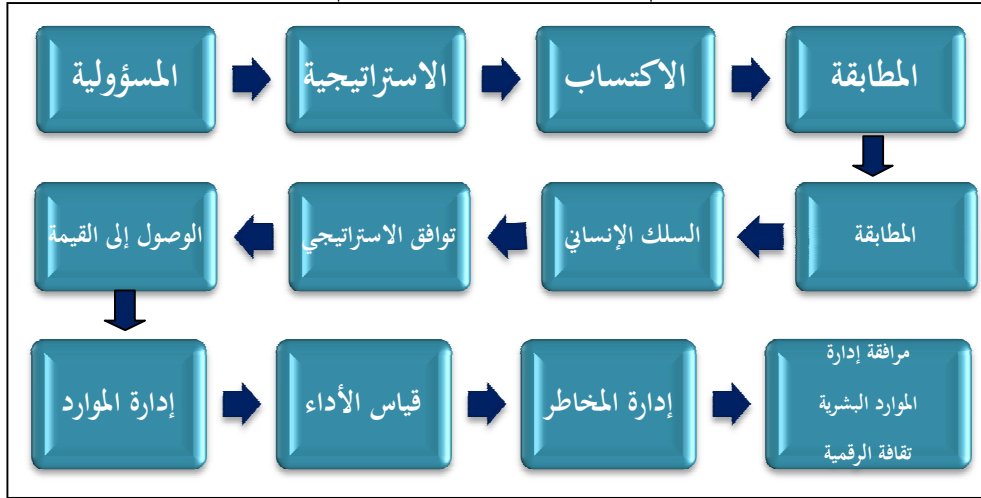 المسؤولية
الاستراتيجية
الاكتساب
المطابقة
المطابقة
السلك الإنساني
توافق الاستراتيجي
الوصول إلى القيمة
إدارة الموارد
قياس الأداء
إدارة المخاطر
مرافقة إدارة
الموارد البشرية
تقافة الرقمية